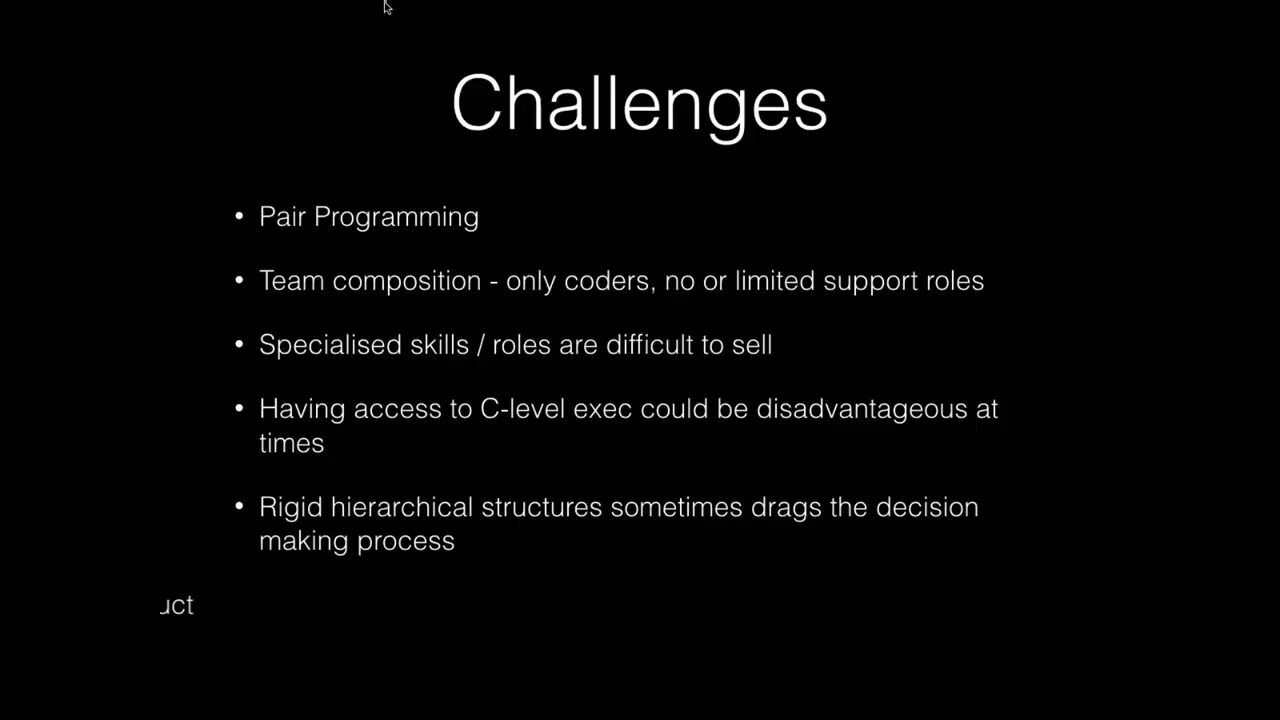 Challenges
• Pair Programming
• Team composition - only coders, no or limited support roles
• Specialised skills / roles are difficult to sell
• Having access to C-level exec could be disadvantageous at
times
• Rigid hierarchical structures sometimes drags the decision
making process